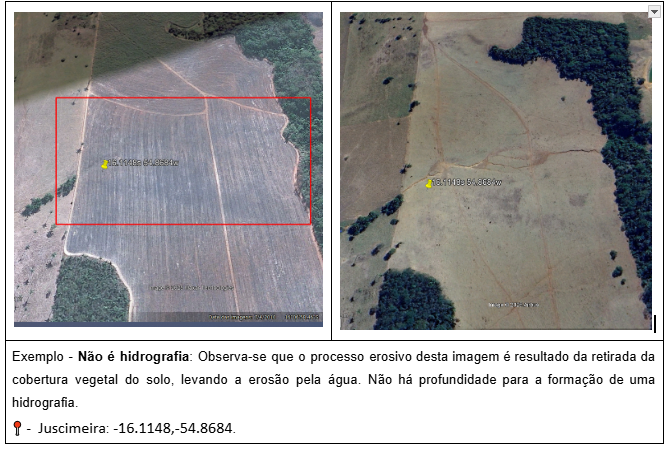 16.1148s 54.8684w
16.1148s 54.8684w
Exemplo - Não é hidrografia: Observa-se que o processo erosivo desta imagem é resultado da retirada da
cobertura vegetal do solo, levando a erosão pela água. Não há profundidade para a formação de uma
hidrografia.
- Juscimeira: -16.1148,-54.8684.